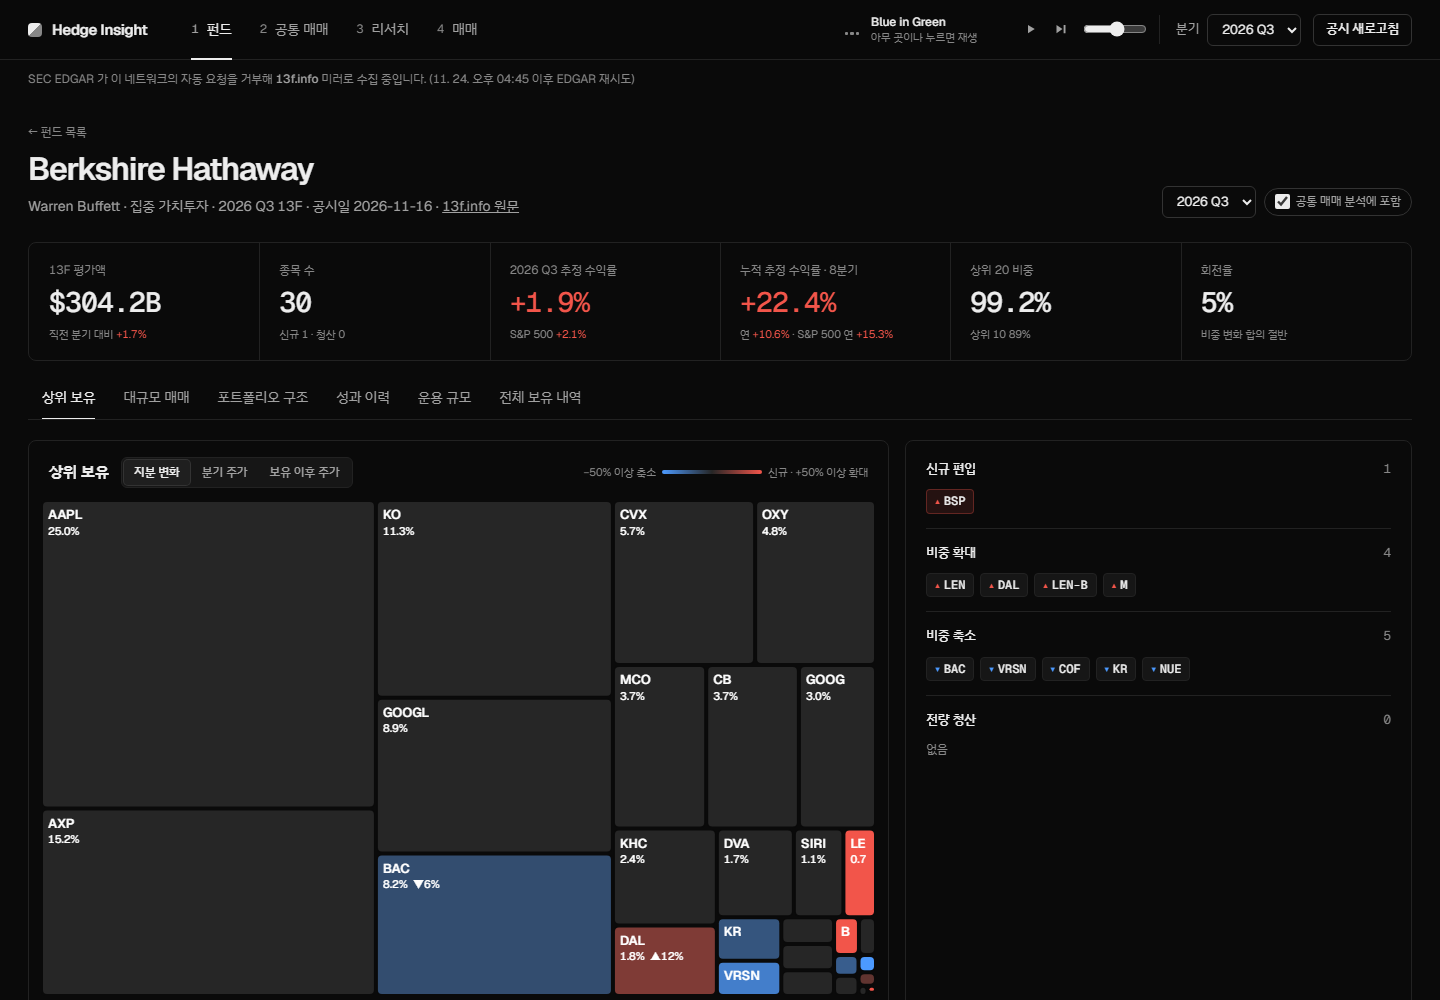 Hedge Insight
1 펀드
2 공통 매매
3 리서치
4 매매
Blue in Green
아무 곳이나 누르면 재생
분기
2026 Q3
공시 새로고침
SEC EDGAR 가 이 네트워크의 자동 요청을 거부해 13f.info 미러로 수집 중입니다. (11. 24. 오후 04:45 이후 EDGAR 재시도)
← 펀드 목록
Berkshire Hathaway
Warren Buffett · 집중 가치투자 · 2026 Q3 13F · 공시일 2026-11-16 · 13f.info 원문
2026 Q3
공통 매매 분석에 포함
13F 평가액
$304.2B
직전 분기 대비 +1.7%
종목 수
30
신규 1 · 청산 0
2026 Q3 추정 수익률
+1.9%
S&P 500 +2.1%
누적 추정 수익률 · 8분기
+22.4%
연 +10.6% · S&P 500 연 +15.3%
상위 20 비중
99.2%
상위 10 89%
회전율
5%
비중 변화 합의 절반
상위 보유
대규모 매매
포트폴리오 구조
성과 이력
운용 규모
전체 보유 내역
상위 보유
지분 변화
분기 주가
보유 이후 주가
-50% 이상 축소
신규 · +50% 이상 확대
AAPL
25.0%
AXP
15.2%
KO
11.3%
GOOGL
8.9%
BAC
8.2% ▼6%
CVX
5.7%
OXY
4.8%
MCO
3.7%
CB
3.7%
GOOG
3.0%
KHC
2.4%
DVA
1.7%
SIRI
1.1%
LE
0.7
DAL
1.8% ▲12%
KR
VRSN
B
신규 편입
1
▲ BSP
비중 확대
4
▲ LEN
▲ DAL
▲ LEN-B
▲ M
비중 축소
5
▼ BAC
▼ VRSN
▼ COF
▼ KR
▼ NUE
전량 청산
0
없음